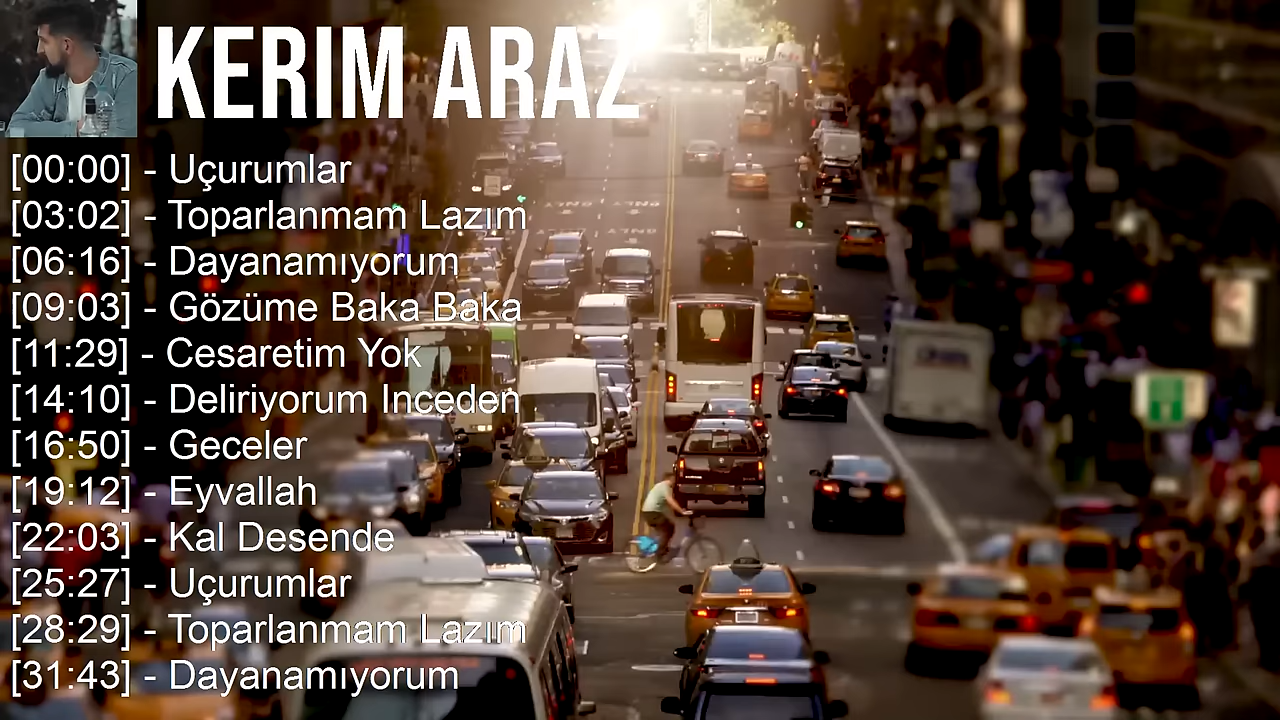 KERIM ARAZ
[00:00] - Uçurumlar
[03:02] - Toparlanmam Lazım
[06:16] - Dayanamıyorum
[09:03] - Gözüme Baka Baka
[11:29] - Cesaretim Yok
[14:10] - Deliriyorum Inceden
[16:50] - Geceler
[19:12] - Eyvallah
[22:03] - Kal Desende
[25:27] - Uçurumlar
[28:29] - Toparlanmam Lazım
[31:43] - Dayanamıyorum